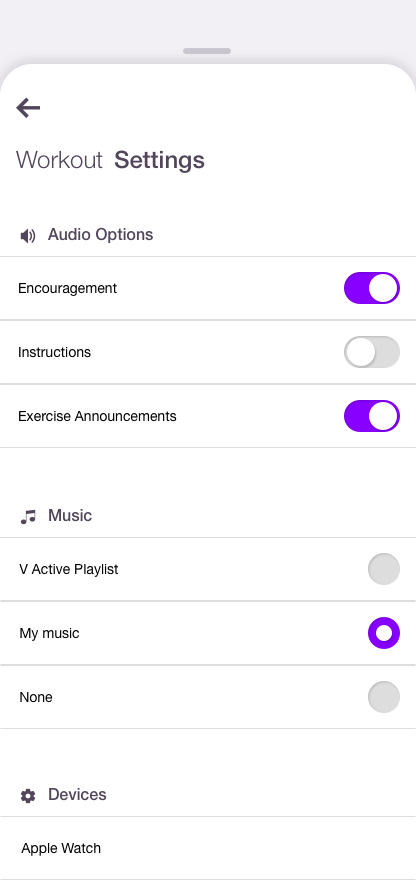 Workout Settings
Audio Options
Encouragement
Instructions
Exercise Announcements
Music
V Active Playlist
My music
None
Devices
Apple Watch